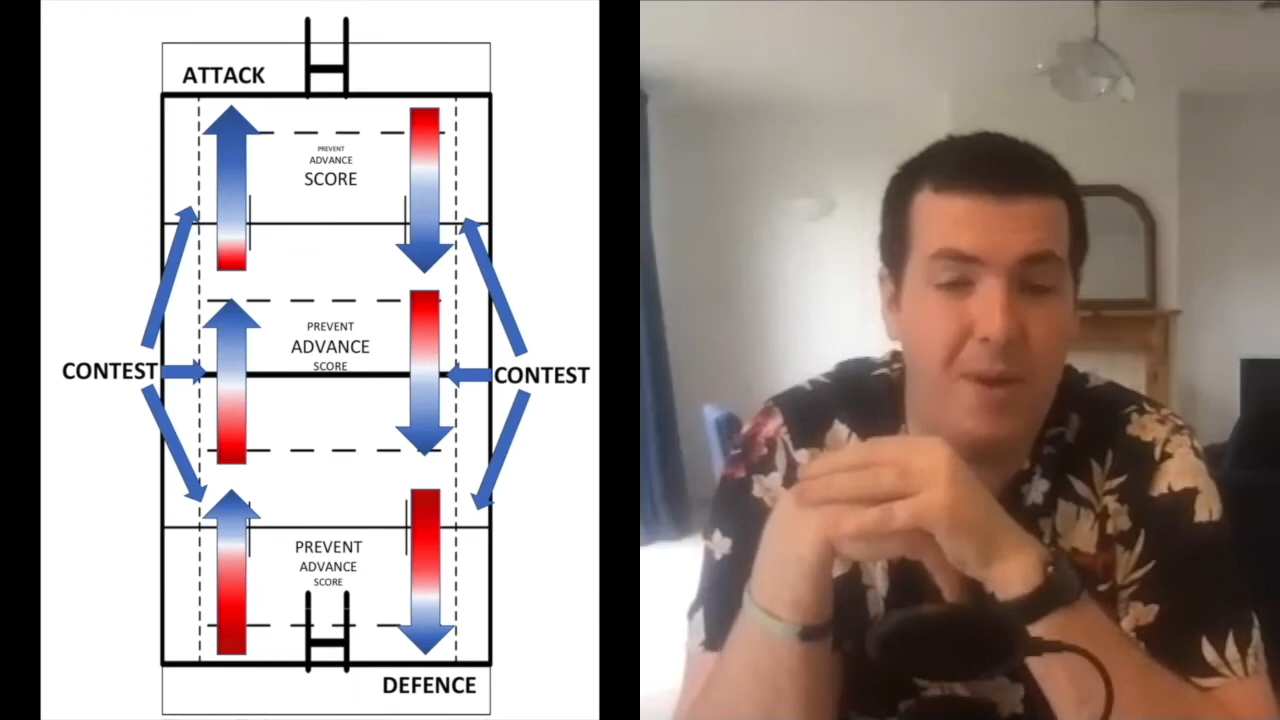 ATTACK
PREVENT
ADVANCE
SCORE
PREVENT
ADVANCE
SCORE
CONTEST
CONTEST
PREVENT
ADVANCE
SCORE
DEFENCE